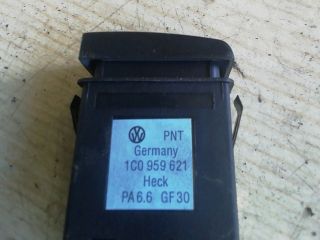 PNT
Germany
1C0 959 621
Heck
PA6.6 GF30